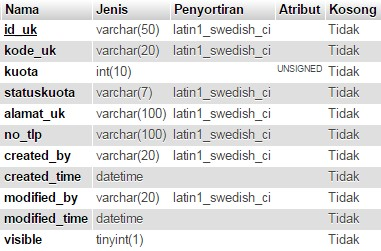 Nama Jenis Penyortiran Atribut Kosong
id_uk varchar(50) latin1_swedish_ci Tidak
kode_uk varchar(20) latin1_swedish_ci Tidak
kuota int(10) UNSIGNED Tidak
statuskuota varchar(7) latin1_swedish_ci Tidak
alamat_uk varchar(100) latin1_swedish_ci Tidak
no_tlp varchar(100) latin1_swedish_ci Tidak
created_by varchar(20) latin1_swedish_ci Tidak
created_time datetime Tidak
modified_by varchar(20) latin1_swedish_ci Tidak
modified_time datetime Tidak
visible tinyint(1) Tidak